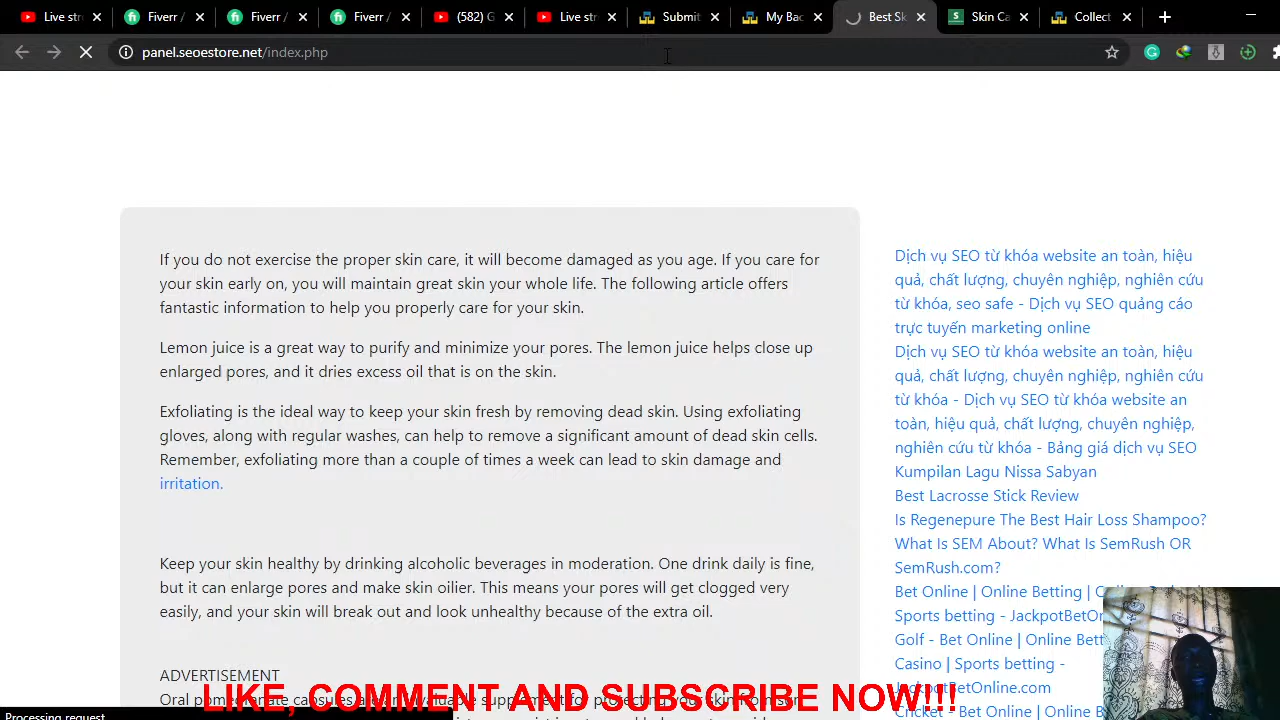 Live stre
Fiverr /
Fiverr /
Fiverr /
(582) G
Live stre
Submit
My Bac
Best Sk
Skin Ca
Collect
panel.seoestore.net/index.php
If you do not exercise the proper skin care, it will become damaged as you age. If you care for
your skin early on, you will maintain great skin your whole life. The following article offers
fantastic information to help you properly care for your skin.
Lemon juice is a great way to purify and minimize your pores. The lemon juice helps close up
enlarged pores, and it dries excess oil that is on the skin.
Exfoliating is the ideal way to keep your skin fresh by removing dead skin. Using exfoliating
gloves, along with regular washes, can help to remove a significant amount of dead skin cells.
Remember, exfoliating more than a couple of times a week can lead to skin damage and
irritation.
Keep your skin healthy by drinking alcoholic beverages in moderation. One drink daily is fine,
but it can enlarge pores and make skin oilier. This means your pores will get clogged very
easily, and your skin will break out and look unhealthy because of the extra oil.
ADVERTISEMENT
Dịch vụ SEO từ khóa website an toàn, hiệu
quả, chất lượng, chuyên nghiệp, nghiên cứu
từ khóa, seo safe - Dịch vụ SEO quảng cáo
trực tuyến marketing online
Dịch vụ SEO từ khóa website an toàn, hiệu
quả, chất lượng, chuyên nghiệp, nghiên cứu
từ khóa - Dịch vụ SEO từ khóa website an
toàn, hiệu quả, chất lượng, chuyên nghiệp,
nghiên cứu từ khóa - Bảng giá dịch vụ SEO
Kumpilan Lagu Nissa Sabyan
Best Lacrosse Stick Review
Is Regenepure The Best Hair Loss Shampoo?
What Is SEM About? What Is SemRush OR
SemRush.com?
Bet Online | Online Betting |
Sports betting - JackpotBetOn
Golf - Bet Online | Online Bett
Casino | Sports betting -
JackpotBetOnline.com
Cricket - Bet Online | Online B
LIKE, COMMENT AND SUBSCRIBE NOW!!!
Processing request